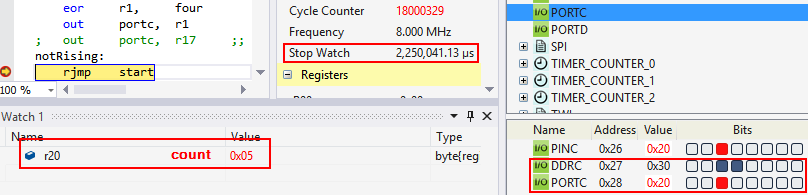 eor r1, four
out portc, r1
; out portc, r17 ;;
notRising:
rjmp start
100 %
Cycle Counter 18000329
Frequency 8.000 MHz
Stop Watch 2,250,041.13 µs
Registers
PORTC
PORTD
SPI
TIMER_COUNTER_0
TIMER_COUNTER_1
TIMER_COUNTER_2
Watch 1
Name Value Type
r20 count 0x05 byte{reg
Name Address Value Bits
I/O PINC 0x26 0x20
I/O DDRC 0x27 0x30
I/O PORTC 0x28 0x20